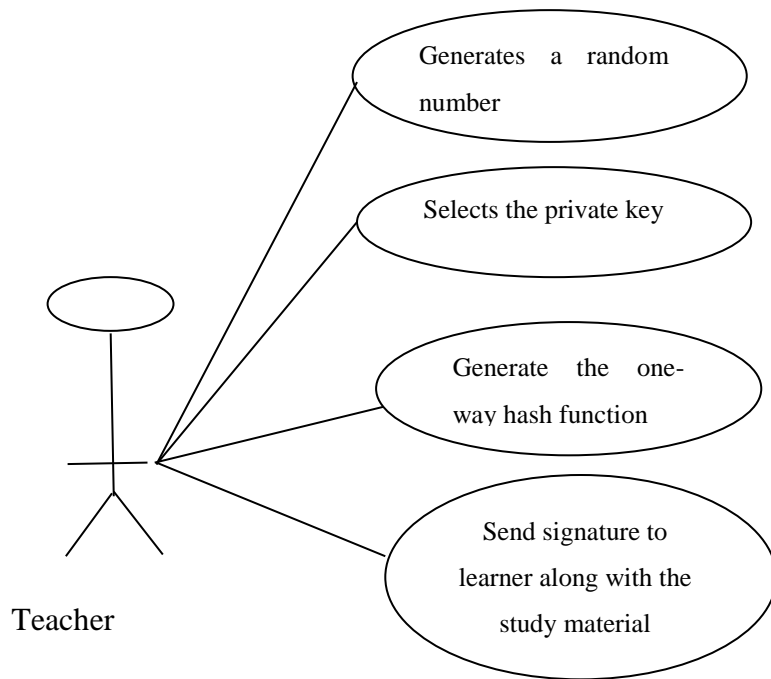 Generates a random
number
Selects the private key
Generate the one-
way hash function
Send signature to
learner along with the
study material
Teacher